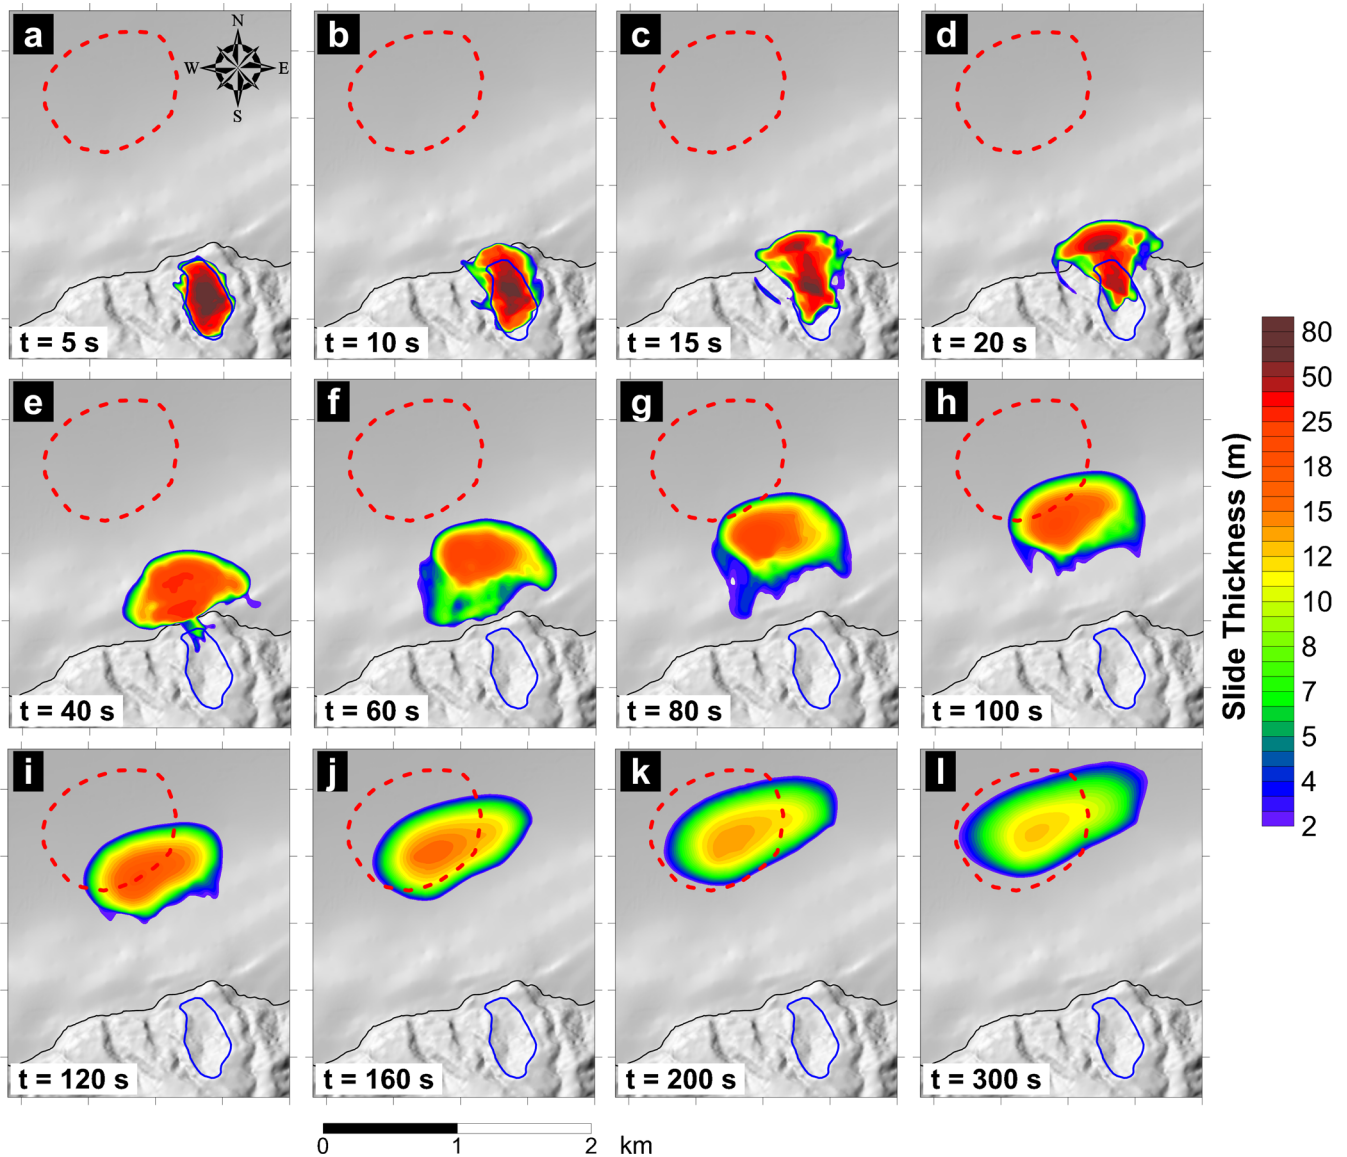 a
N
W E
S
t = 5 s
b
t = 10 s
c
t = 15 s
d
t = 20 s
e
t = 40 s
f
t = 60 s
g
t = 80 s
h
t = 100 s
i
t = 120 s
j
t = 160 s
k
t = 200 s
l
t = 300 s
Slide Thickness (m)
80
50
25
18
15
12
10
8
7
5
4
2
0 1 2 km